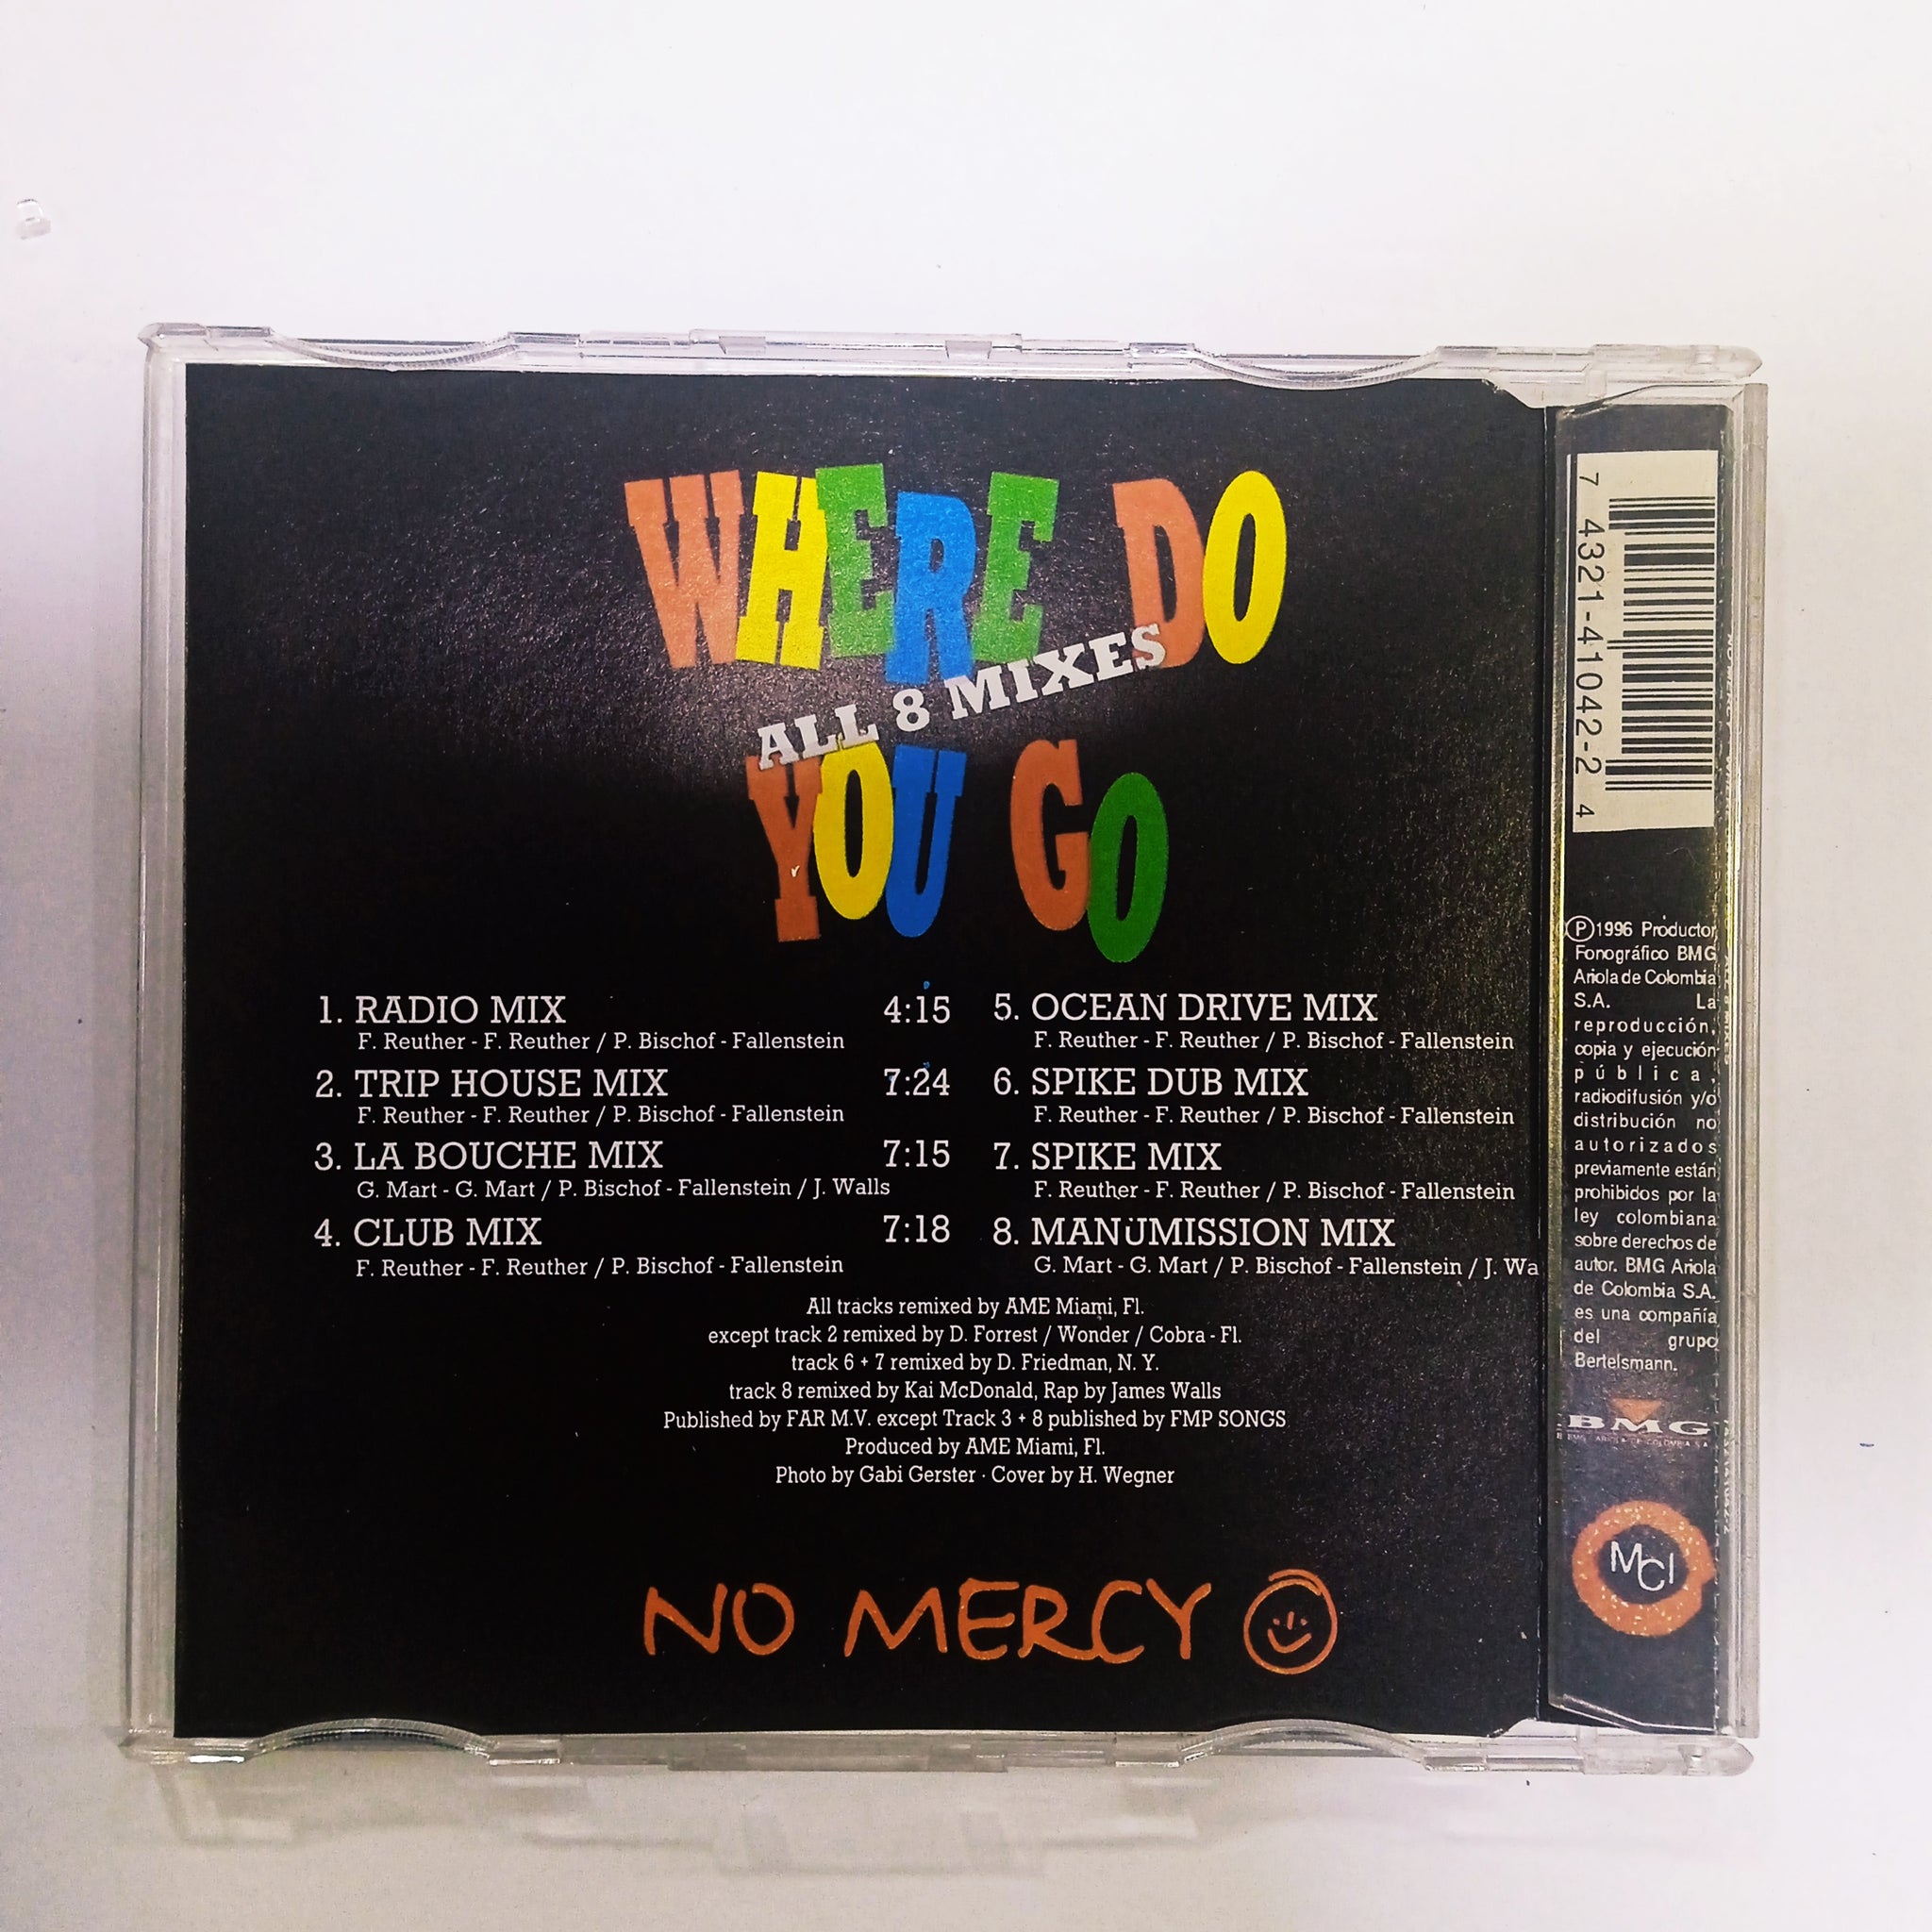 WHERE DO
ALL 8 MIXES
YOU GO
1. RADIO MIX 4:15
F. Reuther - F. Reuther / P. Bischof - Fallenstein
2. TRIP HOUSE MIX 7:24
F. Reuther - F. Reuther / P. Bischof - Fallenstein
3. LA BOUCHE MIX 7:15
G. Mart - G. Mart / P. Bischof - Fallenstein / J. Walls
4. CLUB MIX 7:18
F. Reuther - F. Reuther / P. Bischof - Fallenstein
5. OCEAN DRIVE MIX
F. Reuther - F. Reuther / P. Bischof - Fallenstein
6. SPIKE DUB MIX
F. Reuther - F. Reuther / P. Bischof - Fallenstein
7. SPIKE MIX
F. Reuther - F. Reuther / P. Bischof - Fallenstein
8. MANUMISSION MIX
G. Mart - G. Mart / P. Bischof - Fallenstein / J. Wa
All tracks remixed by AME Miami, Fl.
except track 2 remixed by D. Forrest / Wonder / Cobra - Fl.
track 6 + 7 remixed by D. Friedman, N. Y.
track 8 remixed by Kai McDonald, Rap by James Walls
Published by FAR M.V. except Track 3 + 8 published by FMP SONGS
Produced by AME Miami, Fl.
Photo by Gabi Gerster · Cover by H. Wegner
NO MERCY
7 4321-41042-2 4
Ⓟ1996 Productor
Fonográfico BMG
Ariola de Colombia
S.A. La
reproducción,
copia y ejecución
pública,
radiodifusión y/o
distribución no
autorizados
previamente están
prohibidos por la
ley colombiana
sobre derechos de
autor. BMG Ariola
de Colombia S.A.
es una compañía
del grupo
Bertelsmann.
BMG
BMG ARIOLA DE COLOMBIA S.A.
MCI